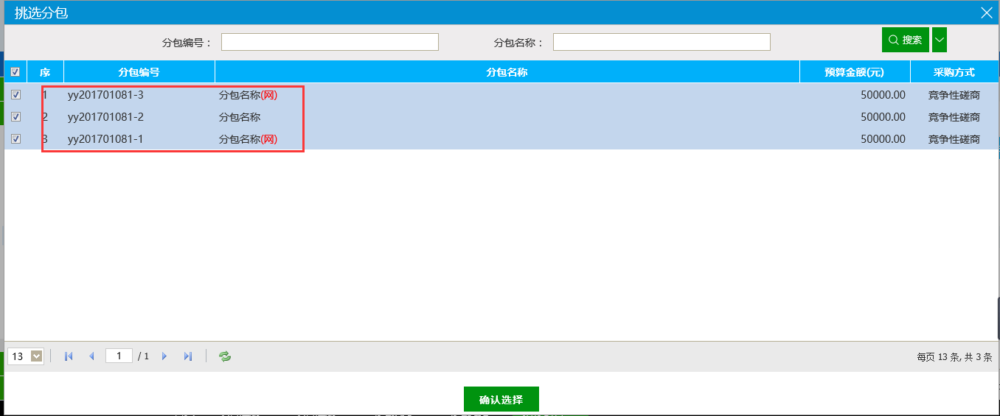 挑选分包
分包编号： 分包名称： 搜索
序 分包编号 分包名称 预算金额(元) 采购方式
1 yy201701081-3 分包名称(网) 50000.00 竞争性磋商
2 yy201701081-2 分包名称 50000.00 竞争性磋商
3 yy201701081-1 分包名称(网) 50000.00 竞争性磋商
13 1 / 1 每页 13 条, 共 3 条
确认选择